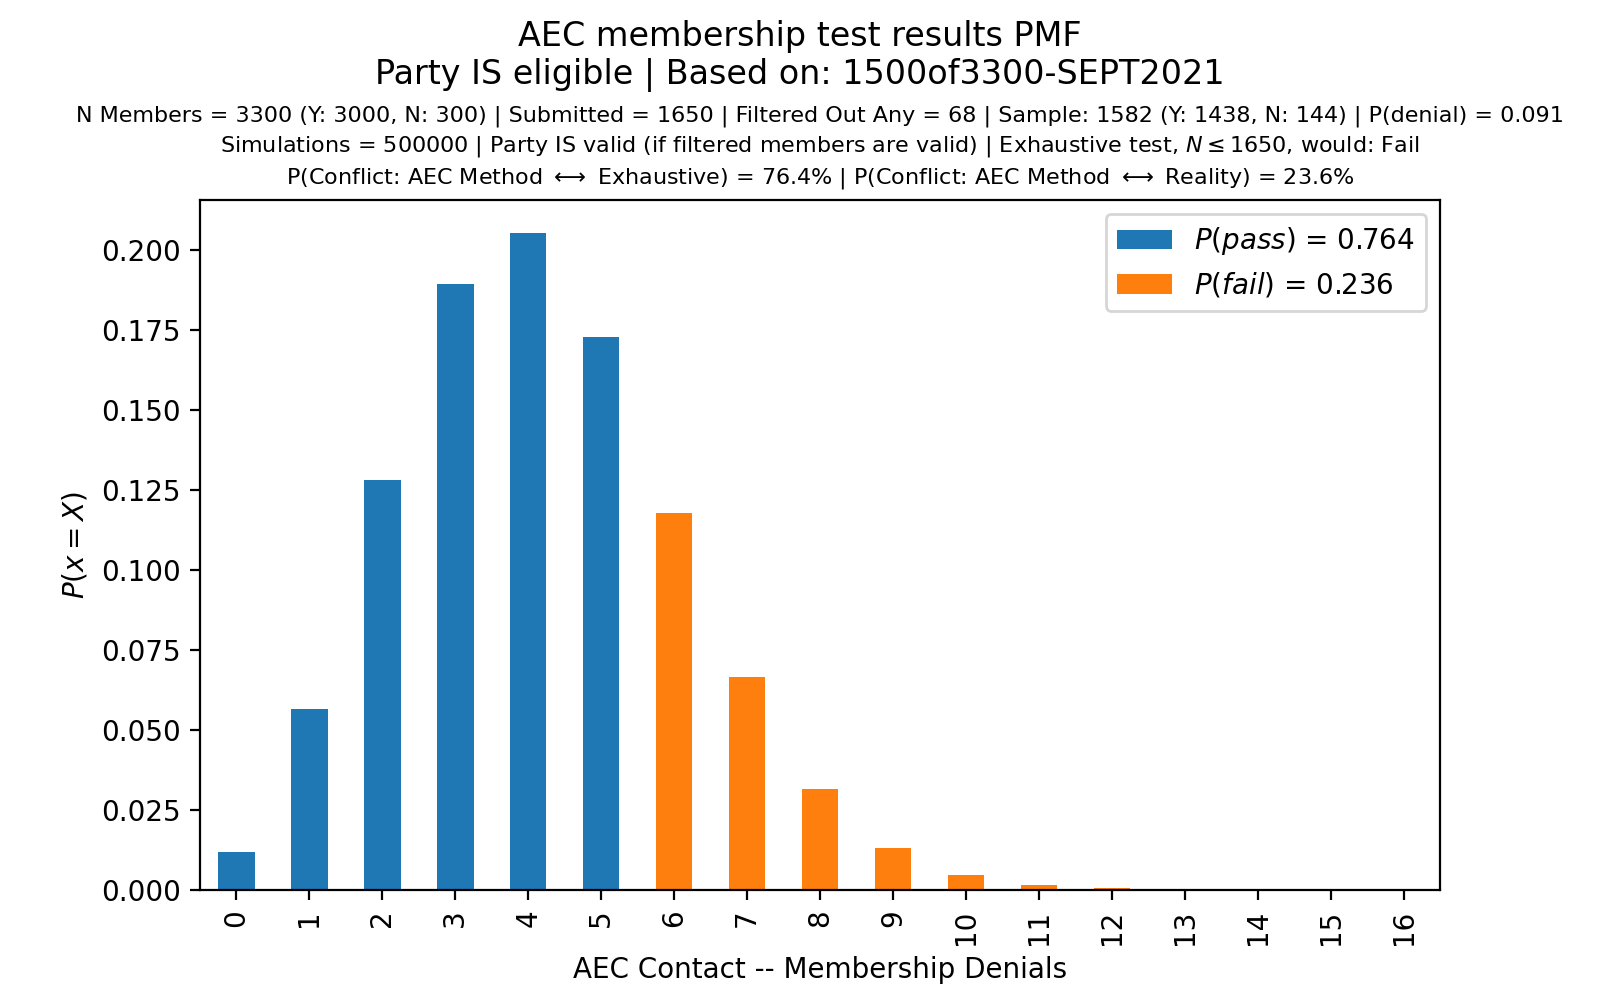 AEC membership test results PMF
Party IS eligible | Based on: 1500of3300-SEPT2021
N Members = 3300 (Y: 3000, N: 300) | Submitted = 1650 | Filtered Out Any = 68 | Sample: 1582 (Y: 1438, N: 144) | P(denial) = 0.091
Simulations = 500000 | Party IS valid (if filtered members are valid) | Exhaustive test, N ≤ 1650, would: Fail
P(Conflict: AEC Method ⟷ Exhaustive) = 76.4% | P(Conflict: AEC Method ⟷ Reality) = 23.6%
P(pass) = 0.764
P(fail) = 0.236
0.200
0.175
0.150
0.125
0.100
0.075
0.050
0.025
0.000
P(x = X)
0 1 2 3 4 5 6 7 8 9 10 11 12 13 14 15 16
AEC Contact -- Membership Denials